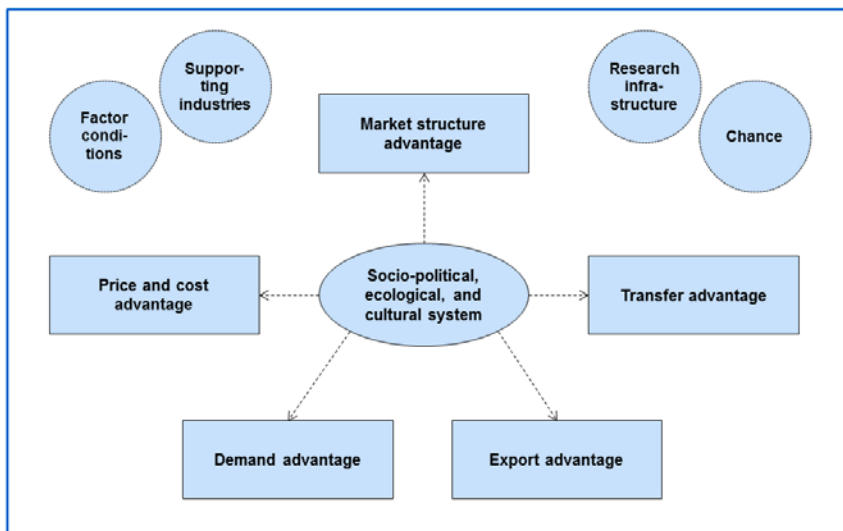 Suppor-
ting
industries
Factor
condi-
tions
Market structure
advantage
Research
infra-
structure
Chance
Price and cost
advantage
Socio-political,
ecological, and
cultural system
Transfer advantage
Demand advantage
Export advantage